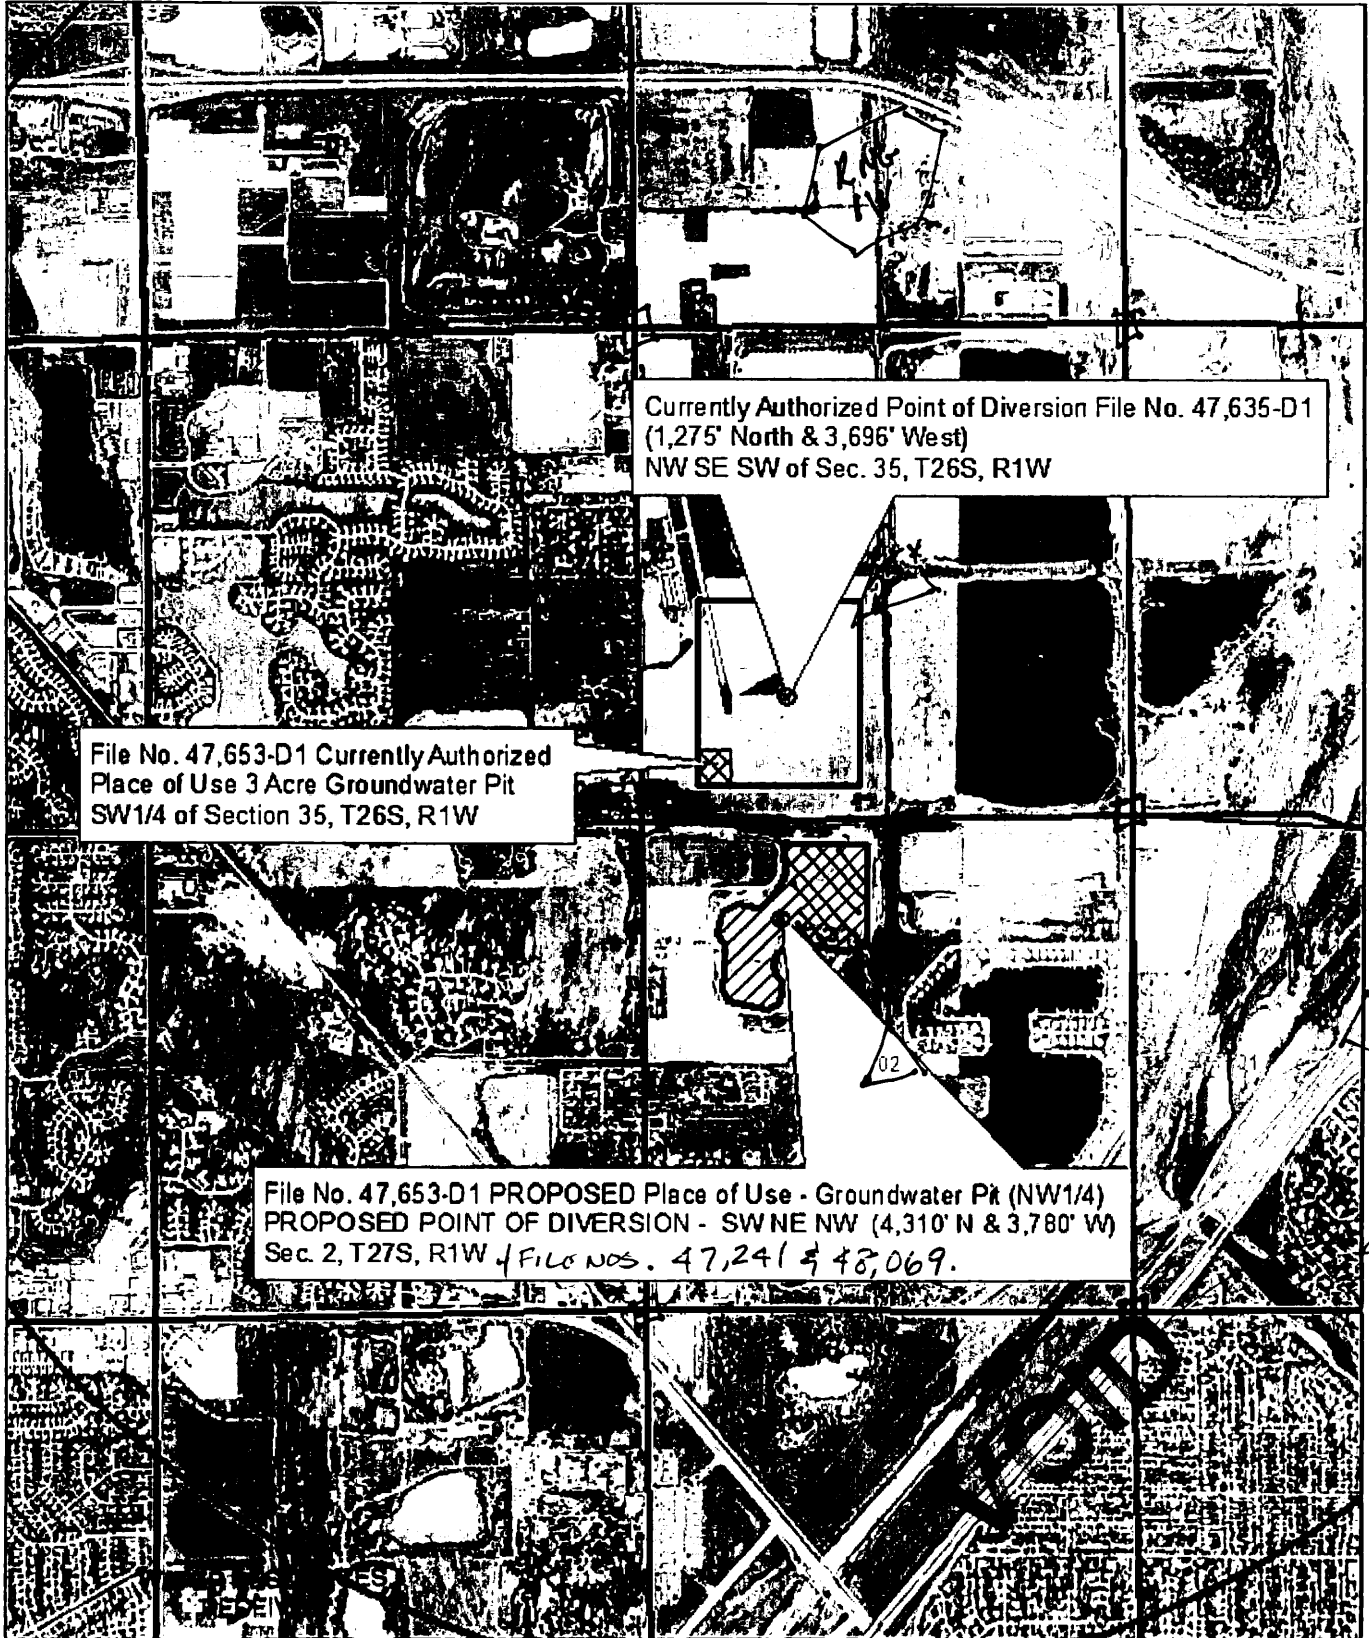 Currently Authorized Point of Diversion File No. 47,635-D1
(1,275' North & 3,696' West)
NW SE SW of Sec. 35, T26S, R1W
File No. 47,653-D1 Currently Authorized
Place of Use 3 Acre Groundwater Pit
SW1/4 of Section 35, T26S, R1W
02
File No. 47,653-D1 PROPOSED Place of Use - Groundwater Pit (NW1/4)
PROPOSED POINT OF DIVERSION - SW NE NW (4,310' N & 3,780' W)
Sec. 2, T27S, R1W & FILE NOS. 47,241 & 48,069.